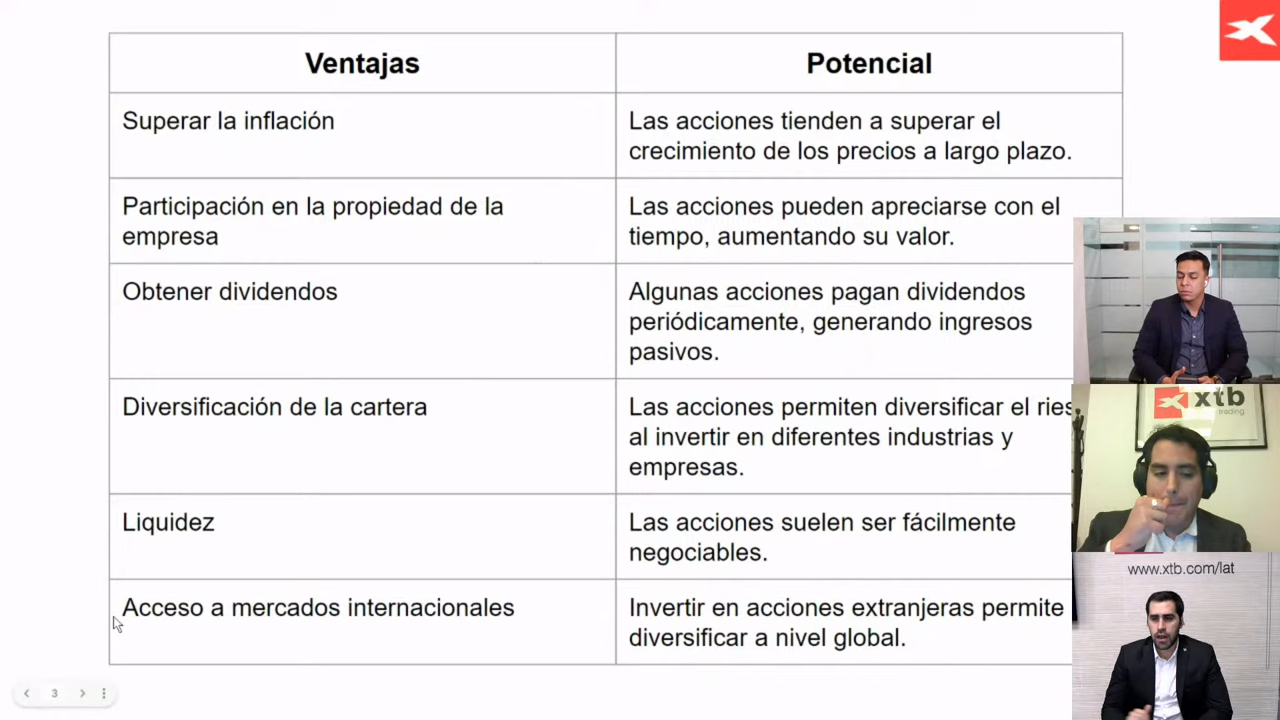 Ventajas
Potencial
Superar la inflación
Las acciones tienden a superar el
crecimiento de los precios a largo plazo.
Participación en la propiedad de la
empresa
Las acciones pueden apreciarse con el
tiempo, aumentando su valor.
Obtener dividendos
Algunas acciones pagan dividendos
periódicamente, generando ingresos
pasivos.
Diversificación de la cartera
Las acciones permiten diversificar el ries
al invertir en diferentes industrias y
empresas.
Liquidez
Las acciones suelen ser fácilmente
negociables.
Acceso a mercados internacionales
Invertir en acciones extranjeras permite
diversificar a nivel global.
3
xtb
trading
www.xtb.com/lat